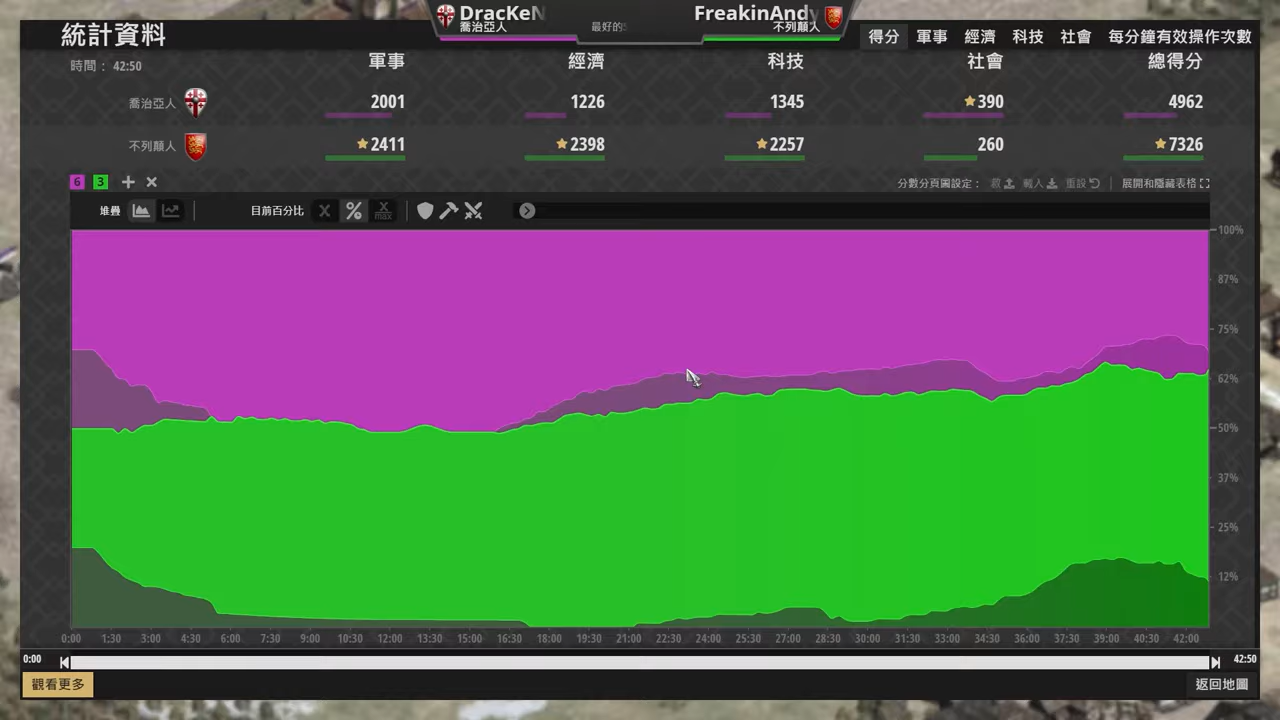 DracKeN
喬治亞人
最好的
FreakinAndy
不列顛人
統計資料
得分 軍事 經濟 科技 社會 每分鐘有效操作次數
時間: 42:50
軍事 經濟 科技 社會 總得分
喬治亞人 2001 1226 1345 390 4962
不列顛人 2411 2398 2257 260 7326
6 3
分數分頁圖設定: 載入 重設 展開和隱藏表格
堆疊 目前百分比 X % X max
100%
87%
75%
62%
50%
37%
25%
12%
0:00 1:30 3:00 4:30 6:00 7:30 9:00 10:30 12:00 13:30 15:00 16:30 18:00 19:30 21:00 22:30 24:00 25:30 27:00 28:30 30:00 31:30 33:00 34:30 36:00 37:30 39:00 40:30 42:00
0:00 42:50
觀看更多 返回地圖